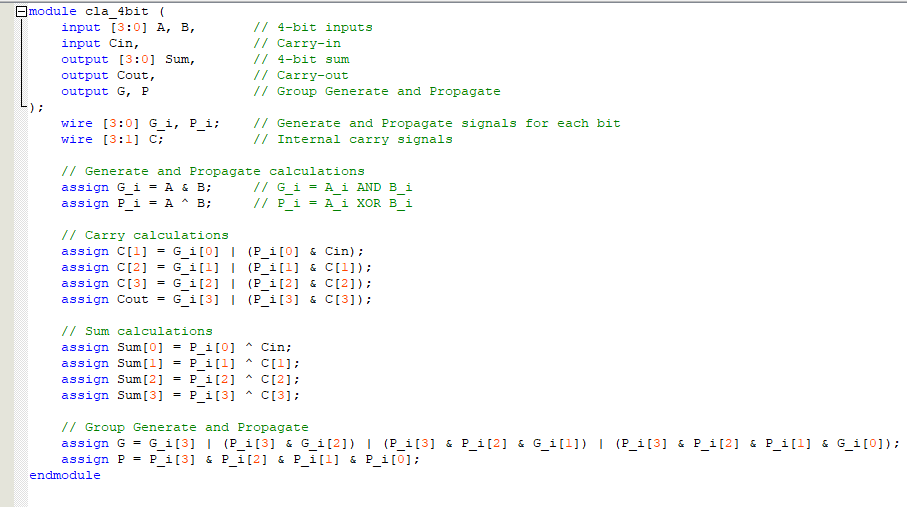 module cla_4bit (
    input [3:0] A, B,       // 4-bit inputs
    input Cin,              // Carry-in
    output [3:0] Sum,       // 4-bit sum
    output Cout,            // Carry-out
    output G, P             // Group Generate and Propagate
);
    wire [3:0] G_i, P_i;    // Generate and Propagate signals for each bit
    wire [3:1] C;           // Internal carry signals

    // Generate and Propagate calculations
    assign G_i = A & B;     // G_i = A_i AND B_i
    assign P_i = A ^ B;     // P_i = A_i XOR B_i

    // Carry calculations
    assign C[1] = G_i[0] | (P_i[0] & Cin);
    assign C[2] = G_i[1] | (P_i[1] & C[1]);
    assign C[3] = G_i[2] | (P_i[2] & C[2]);
    assign Cout = G_i[3] | (P_i[3] & C[3]);

    // Sum calculations
    assign Sum[0] = P_i[0] ^ Cin;
    assign Sum[1] = P_i[1] ^ C[1];
    assign Sum[2] = P_i[2] ^ C[2];
    assign Sum[3] = P_i[3] ^ C[3];

    // Group Generate and Propagate
    assign G = G_i[3] | (P_i[3] & G_i[2]) | (P_i[3] & P_i[2] & G_i[1]) | (P_i[3] & P_i[2] & P_i[1] & G_i[0]);
    assign P = P_i[3] & P_i[2] & P_i[1] & P_i[0];
endmodule